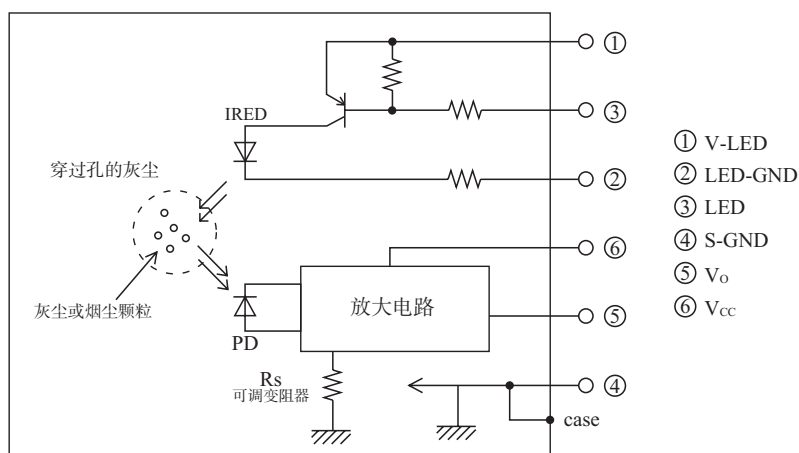 ①
IRED
③
穿过孔的灰尘
②
⑥
灰尘或烟尘颗粒
放大电路
⑤
PD
Rs
可调变阻器
④
case
① V-LED
② LED-GND
③ LED
④ S-GND
⑤ Vo
⑥ Vcc